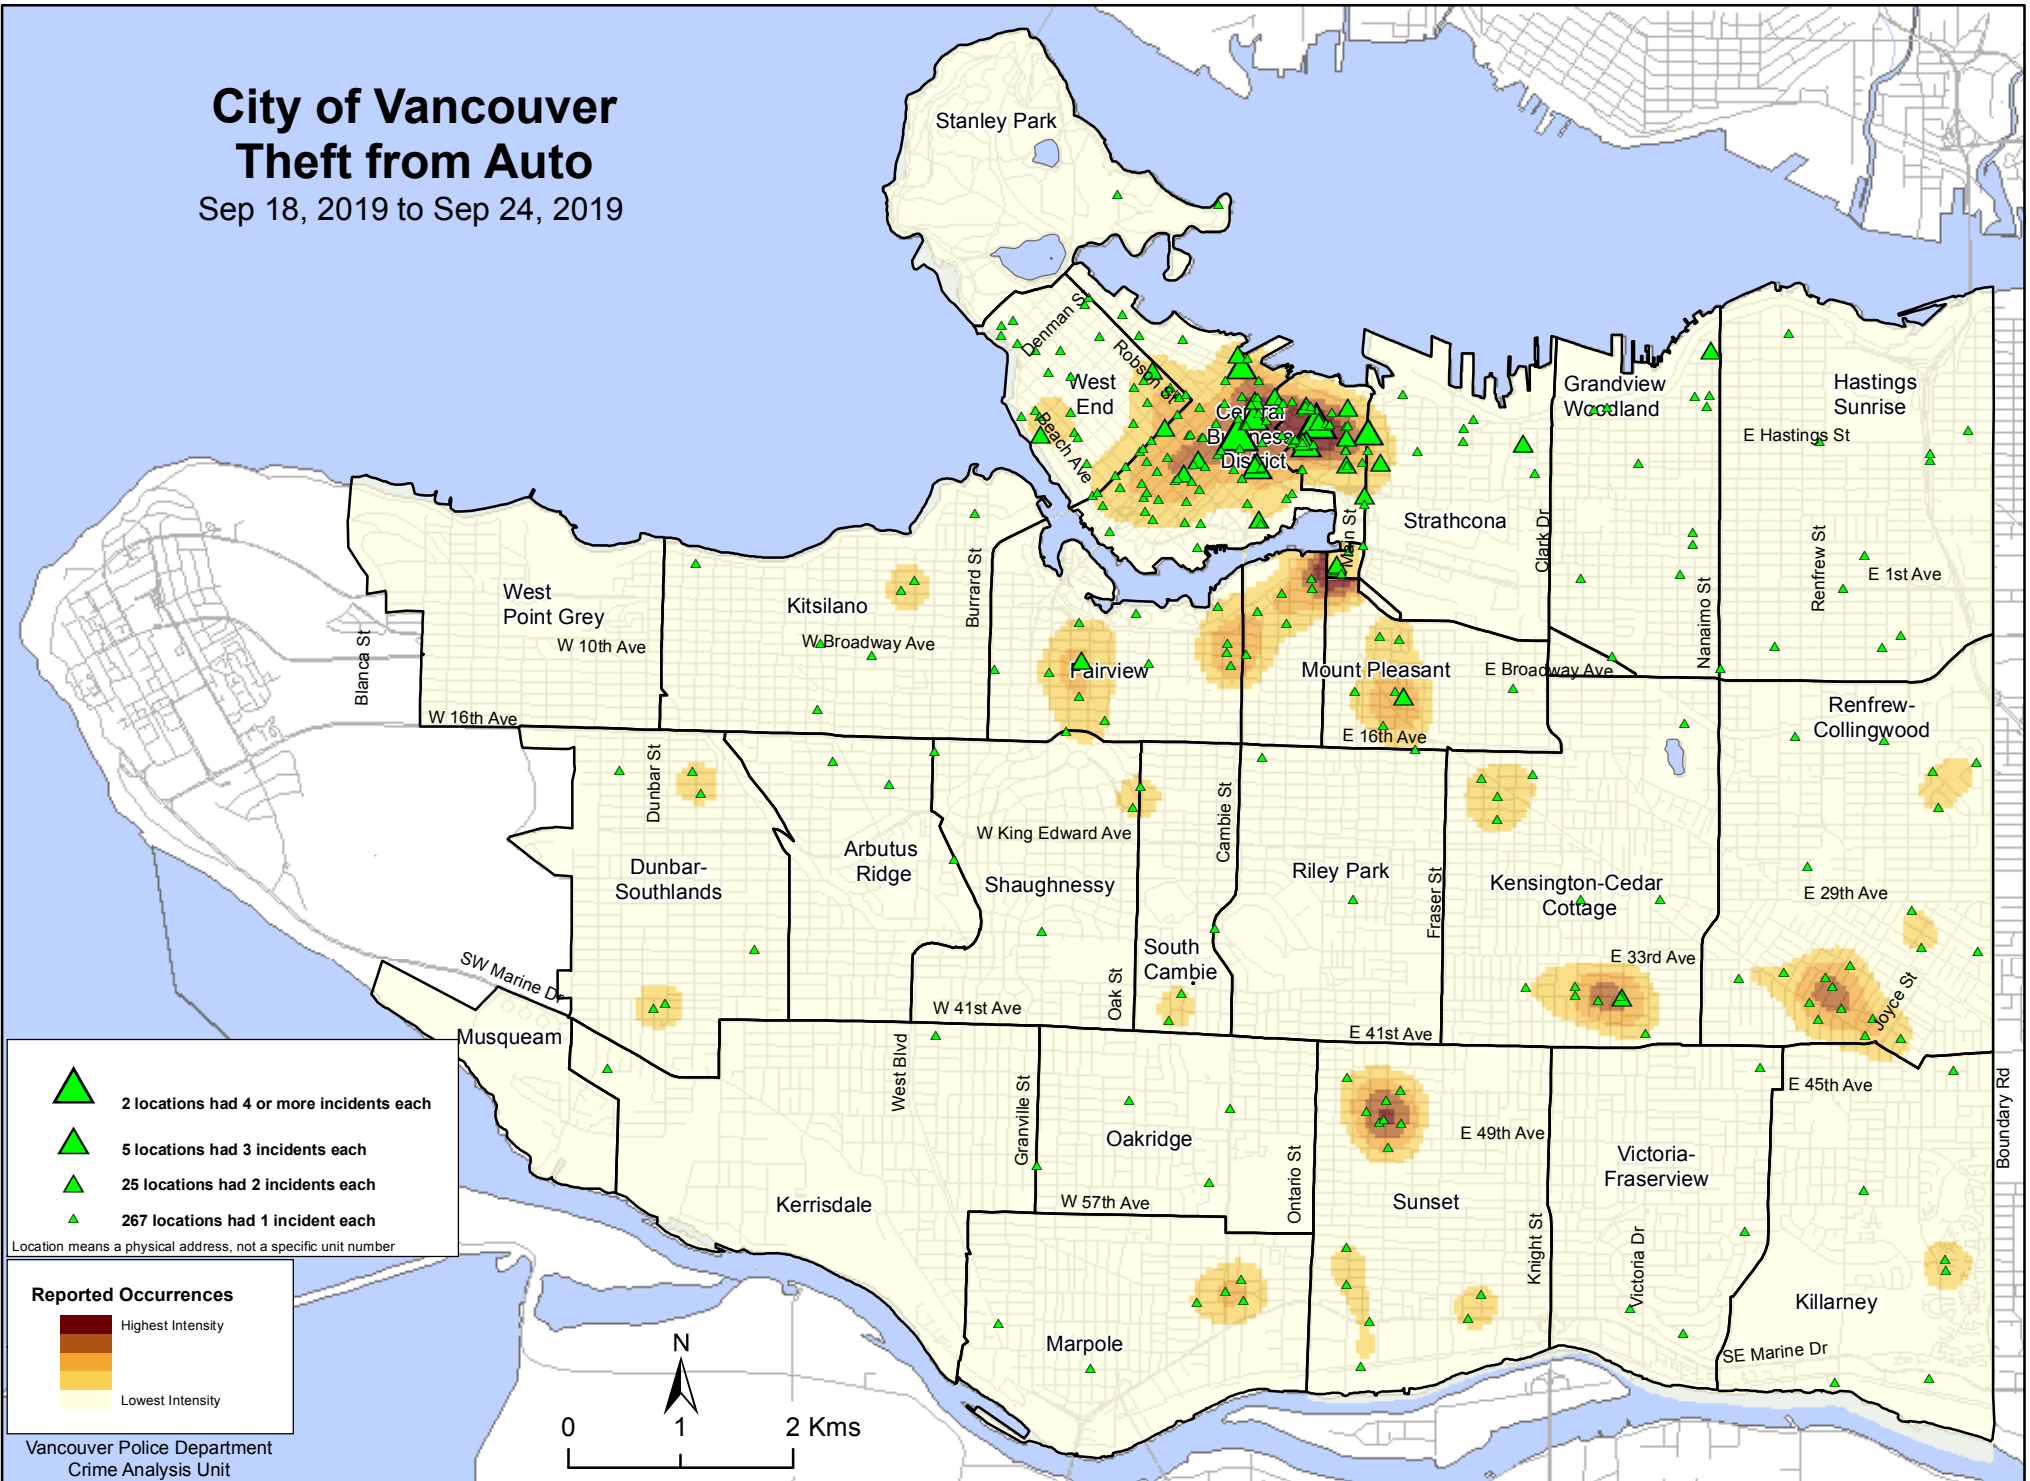 City of Vancouver
Theft from Auto
Sep 18, 2019 to Sep 24, 2019
Stanley Park
Denman St
Robson St
West
End
Beach Ave
Central
Business
District
Main St
Strathcona
Clark Dr
Grandview
Woodland
Nanaimo St
Hastings
Sunrise
E Hastings St
Renfrew St
E 1st Ave
West
Point Grey
W 10th Ave
Blanca St
W 16th Ave
Kitsilano
W Broadway Ave
Burrard St
Fairview
Mount Pleasant
E Broadway Ave
E 16th Ave
Renfrew-
Collingwood
Dunbar St
Dunbar-
Southlands
Arbutus
Ridge
W King Edward Ave
Shaughnessy
Cambie St
South
Cambie
Oak St
Riley Park
Fraser St
Kensington-Cedar
Cottage
E 29th Ave
E 33rd Ave
Joyce St
SW Marine Dr
Musqueam
W 41st Ave
E 41st Ave
E 45th Ave
Boundary Rd
West Blvd
Granville St
Oakridge
Ontario St
E 49th Ave
Victoria-
Fraserview
Kerrisdale
W 57th Ave
Sunset
Knight St
Victoria Dr
Killarney
SE Marine Dr
Marpole
2 locations had 4 or more incidents each
5 locations had 3 incidents each
25 locations had 2 incidents each
267 locations had 1 incident each
Location means a physical address, not a specific unit number
Reported Occurrences
Highest Intensity
Lowest Intensity
Vancouver Police Department
Crime Analysis Unit
N
0 1 2 Kms